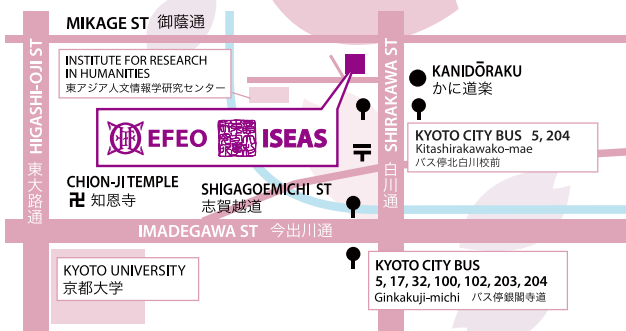 MIKAGE ST 御蔭通
HIGASHI-OJI ST 東大路通
INSTITUTE FOR RESEARCH
IN HUMANITIES
東アジア人文情報学研究センター
EFEO ISEAS
SHIRAKAWA ST 白川通
KANIDŌRAKU
かに道楽
KYOTO CITY BUS 5, 204
Kitashirakawako-mae
バス停北白川校前
CHION-JI TEMPLE
卍 知恩寺
SHIGAGOEMICHI ST
志賀越道
〒
IMADEGAWA ST 今出川通
KYOTO UNIVERSITY
京都大学
KYOTO CITY BUS
5, 17, 32, 100, 102, 203, 204
Ginkakuji-michi バス停銀閣寺道